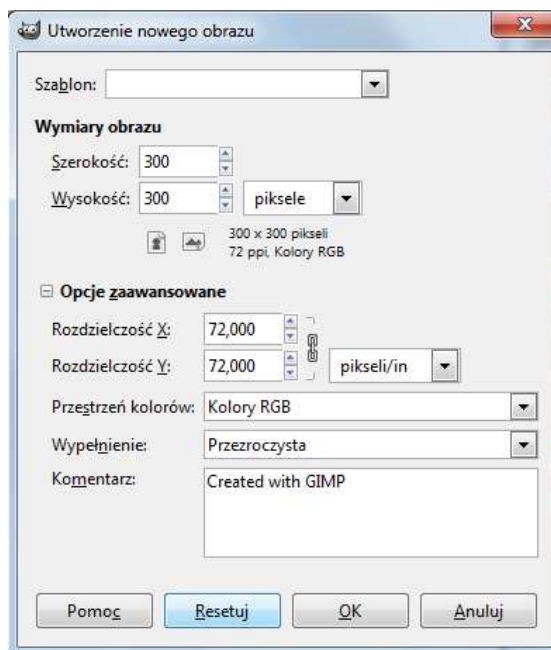 Utworzenie nowego obrazu
Szablon:
Wymiary obrazu
Szerokość: 300
Wysokość: 300 piksele
300 x 300 pikseli
72 ppi, Kolory RGB
Opcje zaawansowane
Rozdzielczość X: 72,000
Rozdzielczość Y: 72,000 pikseli/in
Przestrzeń kolorów: Kolory RGB
Wypełnienie: Przezroczysta
Komentarz: Created with GIMP
Pomoc Resetuj OK Anuluj